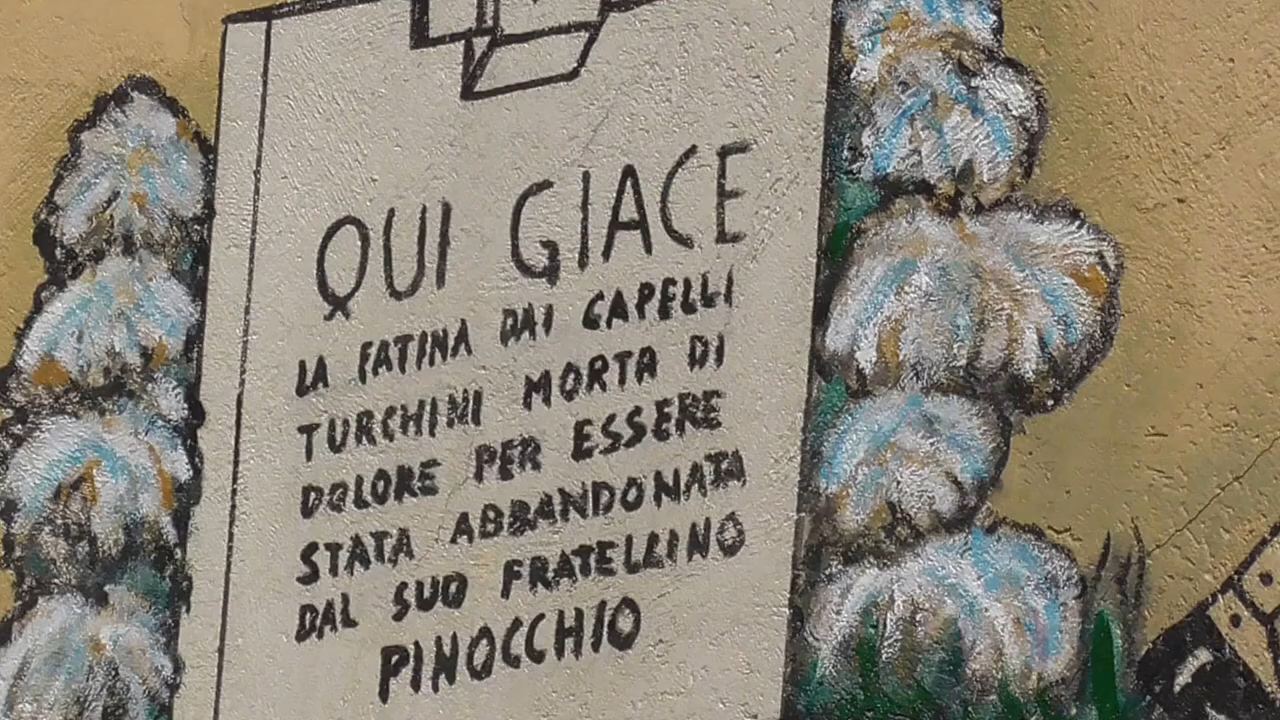 QUI GIACE
LA FATINA DAI CAPELLI
TURCHINI MORTA DI
DOLORE PER ESSERE
STATA ABBANDONATA
DAL SUO FRATELLINO
PINOCCHIO